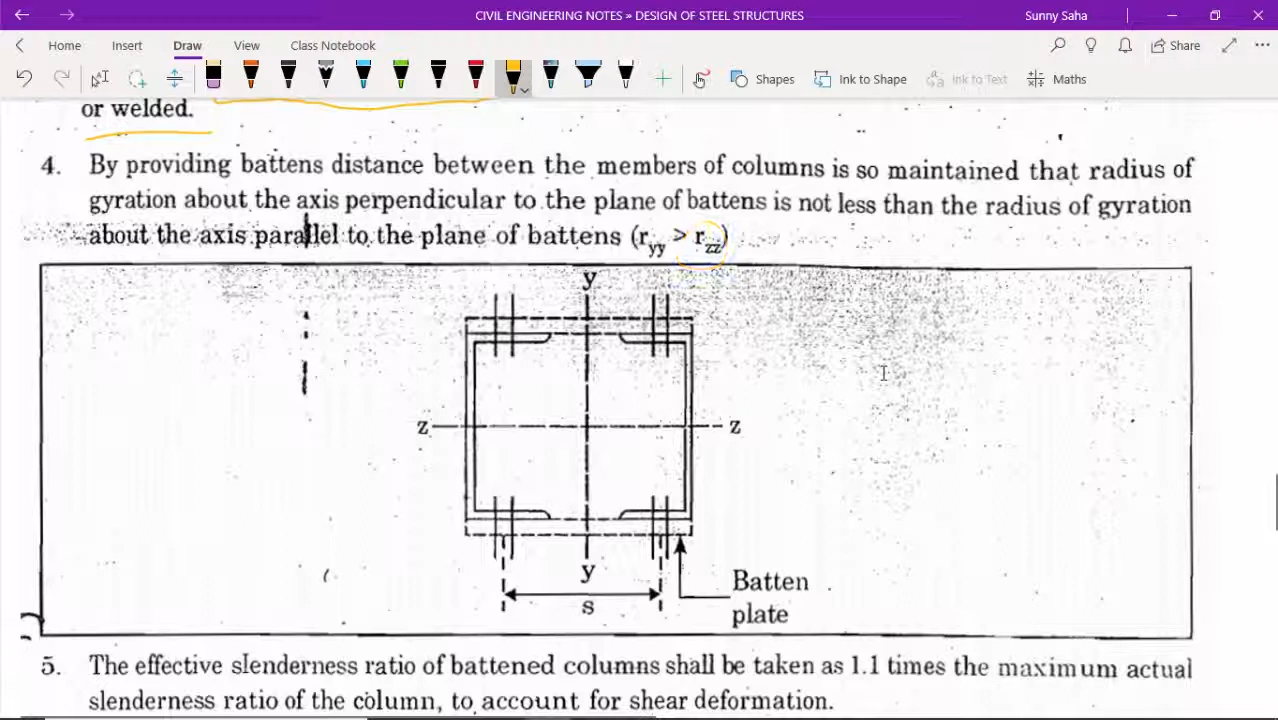 CIVIL ENGINEERING NOTES » DESIGN OF STEEL STRUCTURES
Sunny Saha
Home Insert Draw View Class Notebook
Share
Shapes Ink to Shape Ink to Text Maths
or welded.
4. By providing battens distance between the members of columns is so maintained that radius of
gyration about the axis perpendicular to the plane of battens is not less than the radius of gyration
about the axis parallel to the plane of battens (ryy > rzz)
y
z z
y
s
Batten
plate
5. The effective slenderness ratio of battened columns shall be taken as 1.1 times the maximum actual
slenderness ratio of the column, to account for shear deformation.